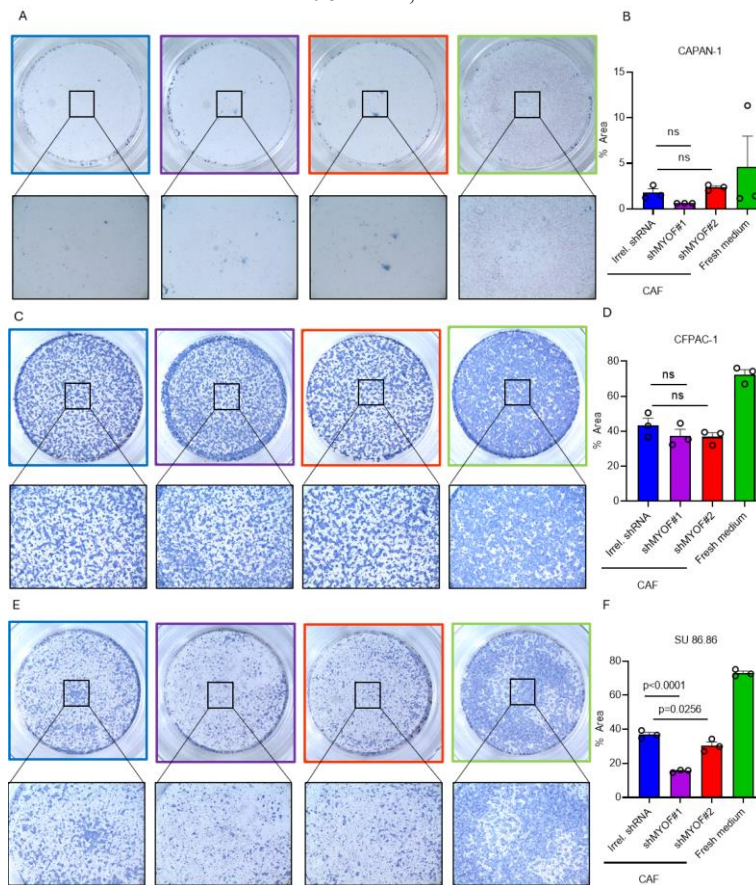 A
B
CAPAN-1
15
10
5
0
% Area
ns
ns
Irrel. shRNA
shMYOF#1
shMYOF#2
Fresh medium
CAF
C
D
CFPAC-1
80
60
40
20
0
% Area
ns
ns
Irrel. shRNA
shMYOF#1
shMYOF#2
Fresh medium
CAF
E
F
SU 86.86
80
60
40
20
0
% Area
p<0.0001
p=0.0256
Irrel. shRNA
shMYOF#1
shMYOF#2
Fresh medium
CAF